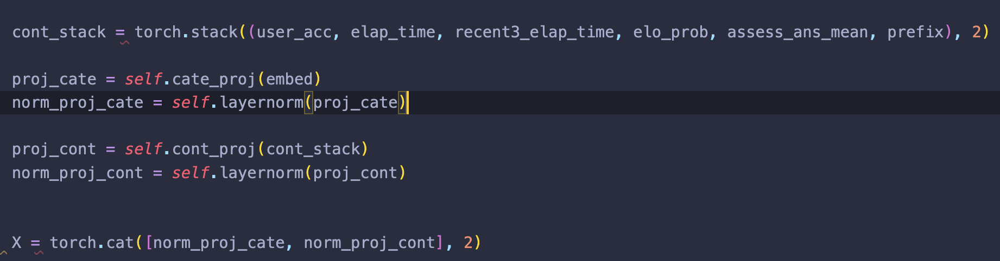 cont_stack = torch.stack((user_acc, elap_time, recent3_elap_time, elo_prob, assess_ans_mean, prefix), 2)
proj_cate = self.cate_proj(embed)
norm_proj_cate = self.layernorm(proj_cate)
proj_cont = self.cont_proj(cont_stack)
norm_proj_cont = self.layernorm(proj_cont)
X = torch.cat([norm_proj_cate, norm_proj_cont], 2)